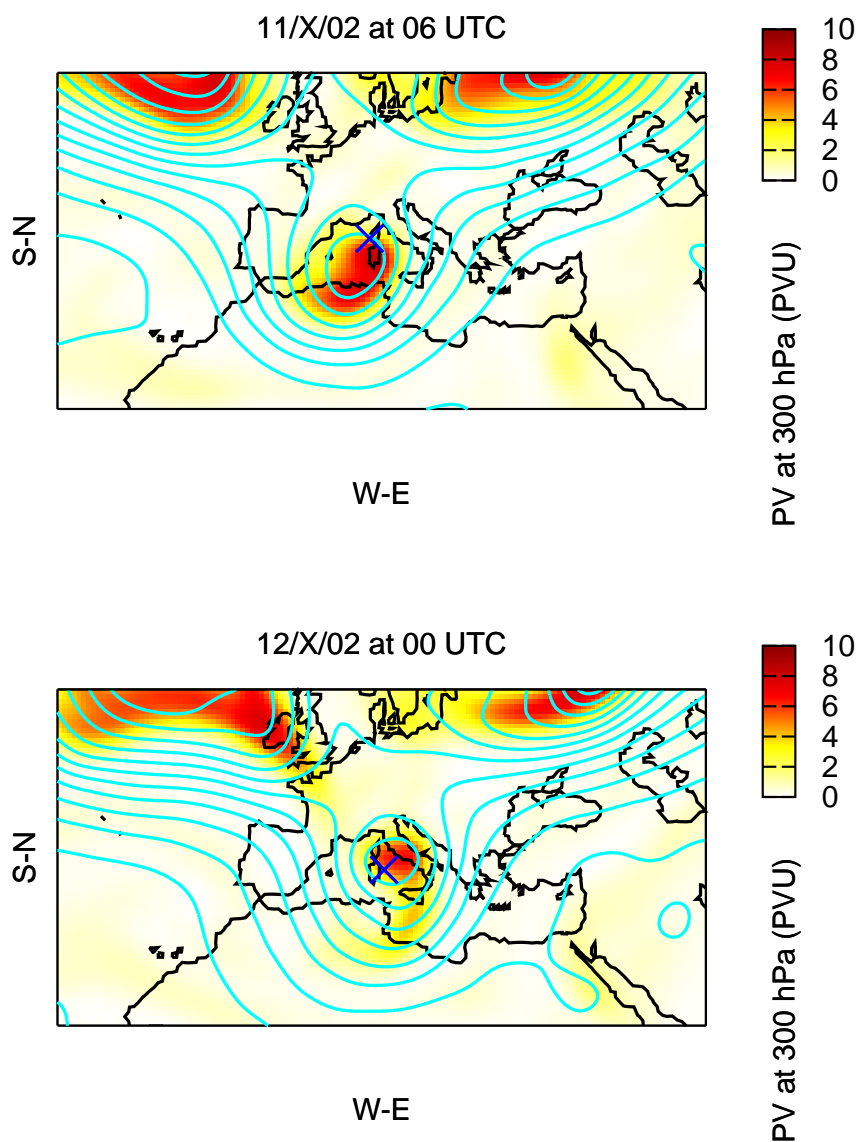 11/X/02 at 06 UTC
10
8
6
4
2
0
S-N
W-E
PV at 300 hPa (PVU)
12/X/02 at 00 UTC
10
8
6
4
2
0
S-N
W-E
PV at 300 hPa (PVU)